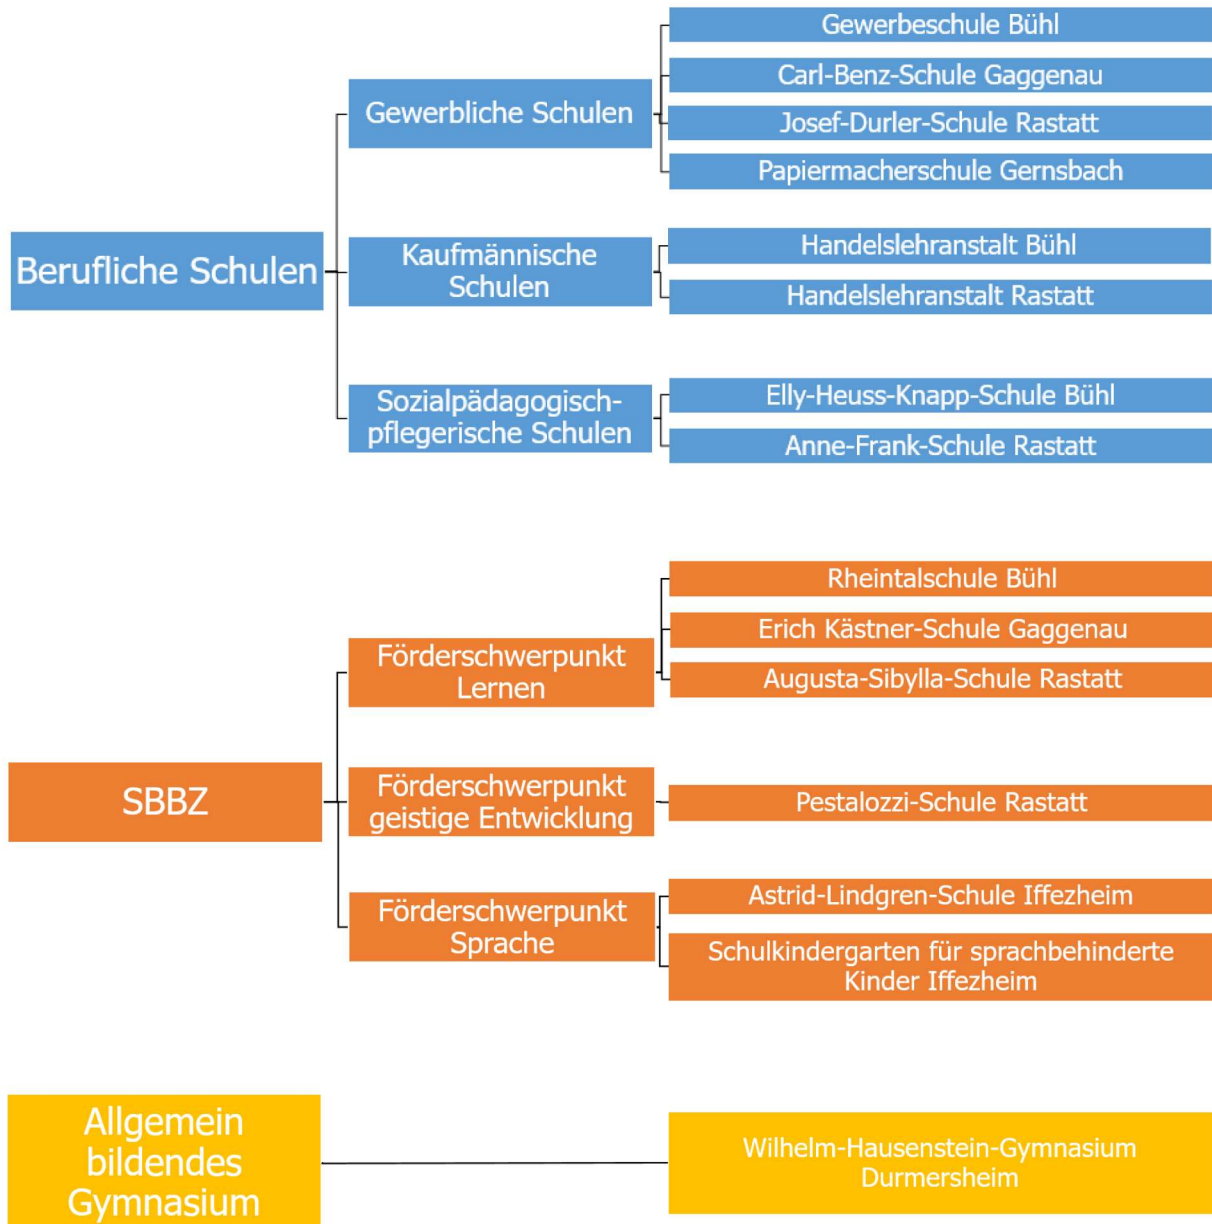 Berufliche Schulen
Gewerbliche Schulen
Gewerbeschule Bühl
Carl-Benz-Schule Gaggenau
Josef-Durler-Schule Rastatt
Papiermacherschule Gernsbach
Kaufmännische
Schulen
Handelslehranstalt Bühl
Handelslehranstalt Rastatt
Sozialpädagogisch-
pflegerische Schulen
Elly-Heuss-Knapp-Schule Bühl
Anne-Frank-Schule Rastatt
SBBZ
Förderschwerpunkt
Lernen
Rheintalschule Bühl
Erich Kästner-Schule Gaggenau
Augusta-Sibylla-Schule Rastatt
Förderschwerpunkt
geistige Entwicklung
Pestalozzi-Schule Rastatt
Förderschwerpunkt
Sprache
Astrid-Lindgren-Schule Iffezheim
Schulkindergarten für sprachbehinderte
Kinder Iffezheim
Allgemein
bildendes
Gymnasium
Wilhelm-Hausenstein-Gymnasium
Durmersheim